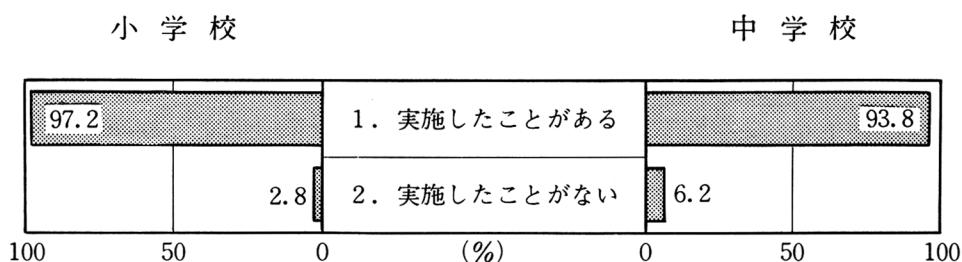 小学校 中学校
97.2 1. 実施したことがある 93.8
2.8 2. 実施したことがない 6.2
100 50 0 (%) 0 50 100